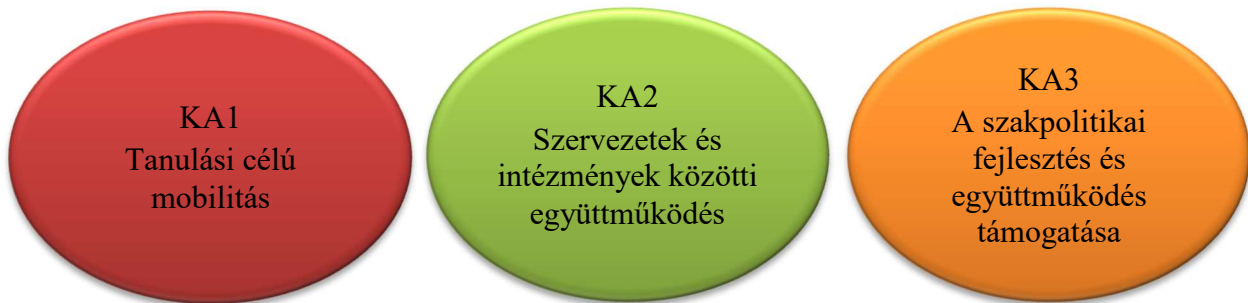 KA1
Tanulási célú
mobilitás
KA2
Szervezetek és
intézmények közötti
együttműködés
KA3
A szakpolitikai
fejlesztés és
együttműködés
támogatása